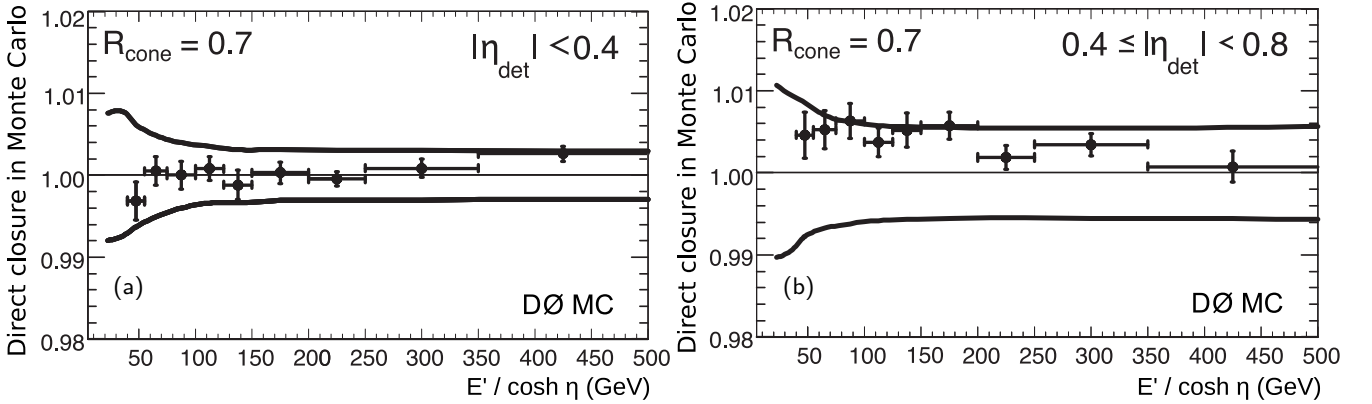 Direct closure in Monte Carlo
1.02
1.01
1.00
0.99
0.98
R_cone = 0.7
|η_det| < 0.4
(a)
DØ MC
50 100 150 200 250 300 350 400 450 500
E' / cosh η (GeV)
Direct closure in Monte Carlo
1.02
1.01
1.00
0.99
0.98
R_cone = 0.7
0.4 ≤ |η_det| < 0.8
(b)
DØ MC
50 100 150 200 250 300 350 400 450 500
E' / cosh η (GeV)